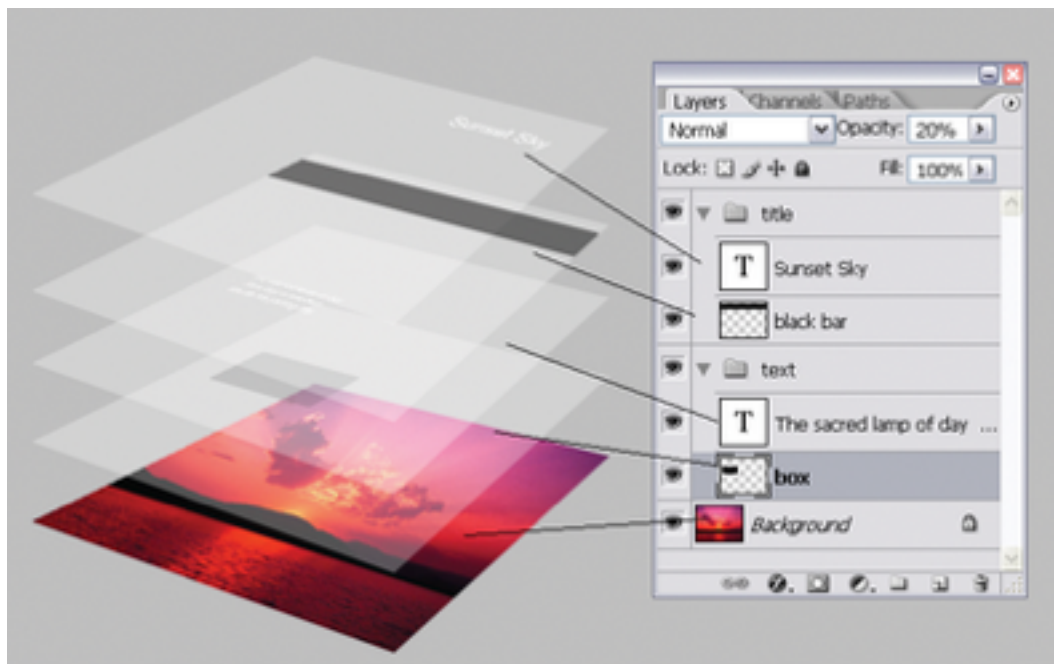 Sunset Sky
Layers Channels Paths
Normal Opacity: 20%
Lock: Fill: 100%
title
T Sunset Sky
black bar
text
T The sacred lamp of day ...
box
Background